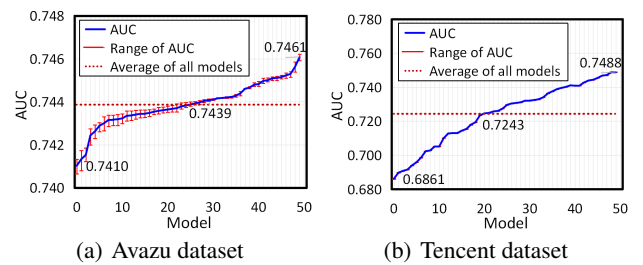 0.748
0.746
0.744
0.742
0.740
AUC
AUC
Range of AUC
Average of all models
0.7461
0.7439
0.7410
0 10 20 30 40 50
Model
(a) Avazu dataset
0.780
0.760
0.740
0.720
0.700
0.680
AUC
AUC
Range of AUC
Average of all models
0.7488
0.7243
0.6861
0 10 20 30 40 50
Model
(b) Tencent dataset